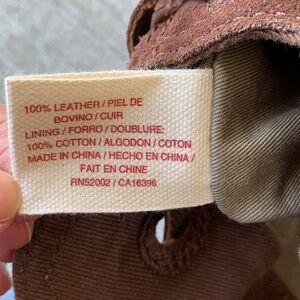 100% LEATHER / PIEL DE
BOVINO / CUIR
LINING / FORRO / DOUBLURE:
100% COTTON / ALGODON / COTON
MADE IN CHINA / HECHO EN CHINA /
FAIT EN CHINE
RN52002 / CA16396